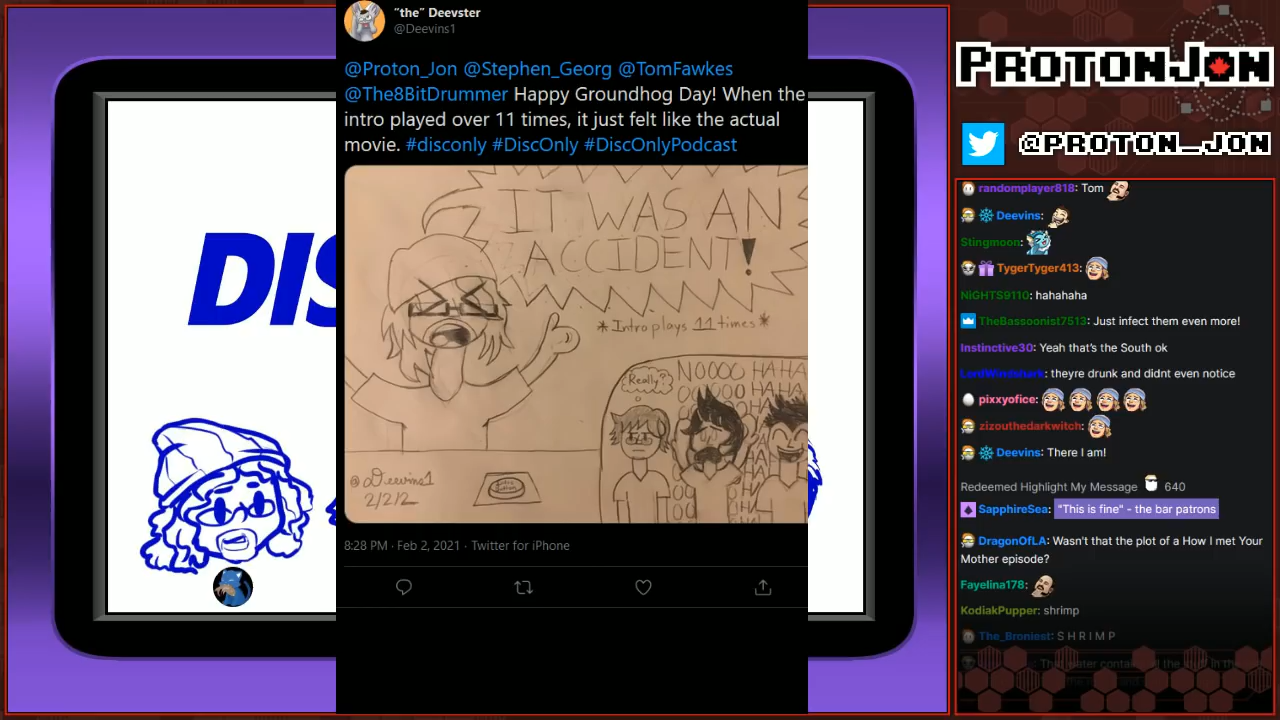 "the" Deevster
@Deevins1
@Proton_Jon @Stephen_Georg @TomFawkes
@The8BitDrummer Happy Groundhog Day! When the
intro played over 11 times, it just felt like the actual
movie. #disconly #DiscOnly #DiscOnlyPodcast
IT WAS AN
ACCIDENT!
*Intro plays 11 times*
Really?
NOOOO HAHA
@Deevins1
2/2/2
8:28 PM · Feb 2, 2021 · Twitter for iPhone
DIS
PROTONJON
@PROTON_JON
randomplayer818: Tom
Deevins:
Stingmoon:
TygerTyger413:
NiGHTS9110: hahahaha
TheBassoonist7513: Just infect them even more!
Instinctive30: Yeah that's the South ok
LordWindshark: theyre drunk and didnt even notice
pixxyofice:
zizouthedarkwitch:
Deevins: There I am!
Redeemed Highlight My Message 640
SapphireSea: "This is fine" - the bar patrons
DragonOfLA: Wasn't that the plot of a How I met Your
Mother episode?
Fayelina178:
KodiakPupper: shrimp
The_Broniest: S H R I M P